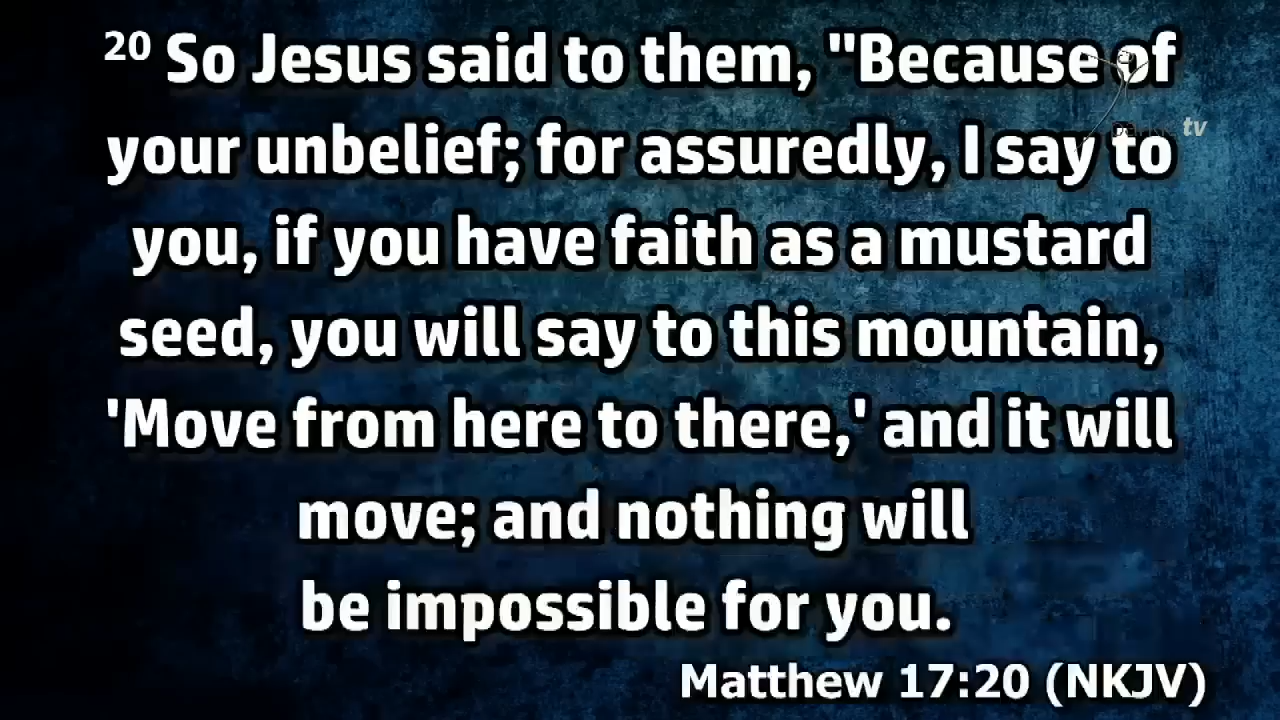 20 So Jesus said to them, "Because of
your unbelief; for assuredly, I say to
you, if you have faith as a mustard
seed, you will say to this mountain,
'Move from here to there,' and it will
move; and nothing will
be impossible for you.
Matthew 17:20 (NKJV)
tv